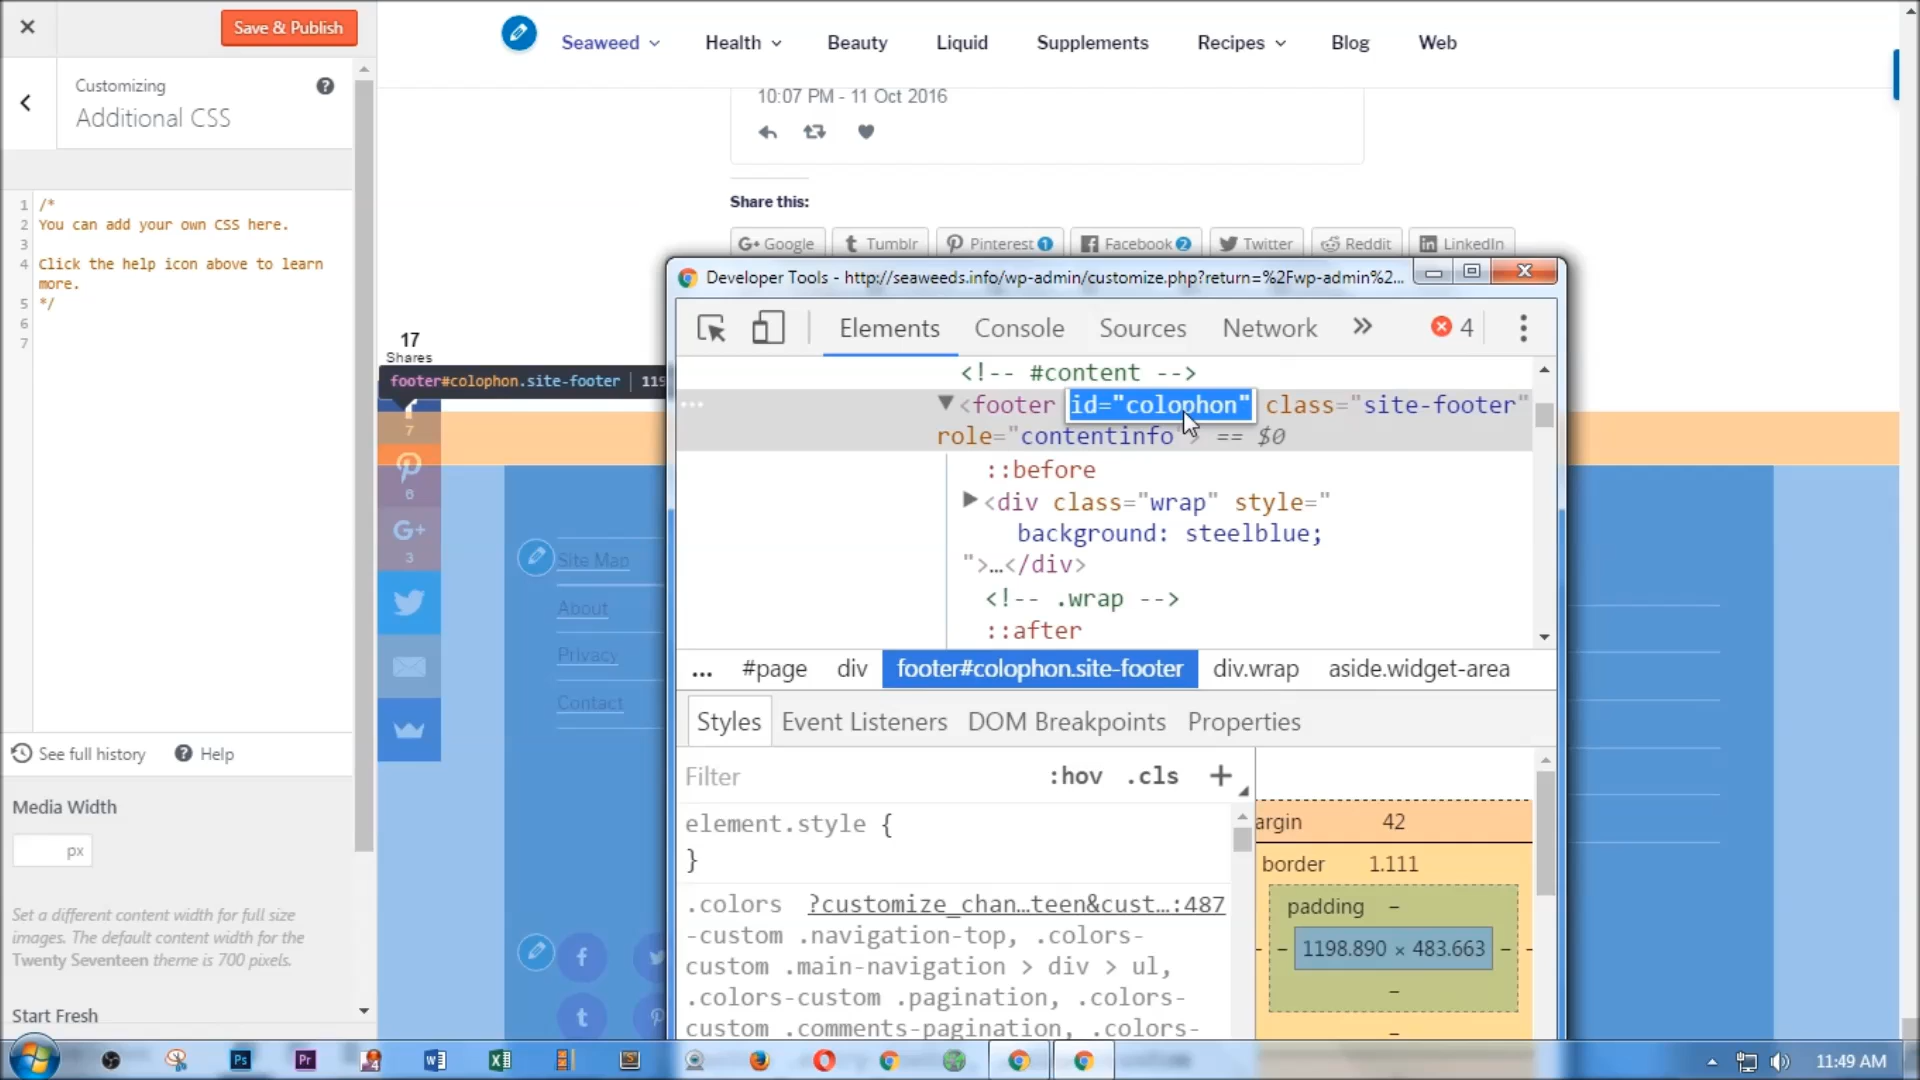 Save & Publish
Customizing
Additional CSS
1 /*
2 You can add your own CSS here.
3
4 Click the help icon above to learn
more.
5 */
6
7
See full history
Help
Media Width
px
Set a different content width for full size
images. The default content width for the
Twenty Seventeen theme is 700 pixels.
Start Fresh
Seaweed Health Beauty Liquid Supplements Recipes Blog Web
10:07 PM - 11 Oct 2016
Share this:
G+ Google Tumblr Pinterest 1 Facebook 2 Twitter Reddit LinkedIn
17
Shares
footer#colophon.site-footer 119
7
6
G+
3
Site Map
About
Privacy
Contact
Developer Tools - http://seaweeds.info/wp-admin/customize.php?return=%2Fwp-admin%2...
Elements Console Sources Network » 4
<!-- #content -->
<footer id="colophon" class="site-footer"
role="contentinfo"> == $0
::before
<div class="wrap" style="
background: steelblue;
">…</div>
<!-- .wrap -->
::after
... #page div footer#colophon.site-footer div.wrap aside.widget-area
Styles Event Listeners DOM Breakpoints Properties
Filter :hov .cls +
element.style {
}
.colors ?customize_chan…teen&cust…:487
-custom .navigation-top, .colors-
custom .main-navigation > div > ul,
.colors-custom .pagination, .colors-
custom .comments-pagination, .colors-
argin 42
border 1.111
padding –
– 1198.890 × 483.663 – –
–
–
Ps
Pr
11:49 AM